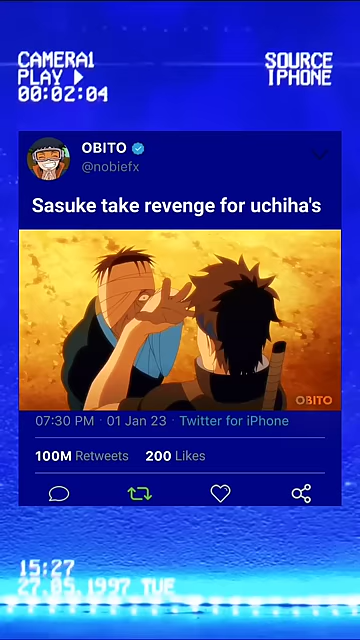 CAMERA1
PLAY
00:02:04
SOURCE
IPHONE
OBITO
@nobiefx
Sasuke take revenge for uchiha's
OBITO
07:30 PM · 01 Jan 23 · Twitter for iPhone
100M Retweets 200 Likes
15:27
27.05.1997 TUE